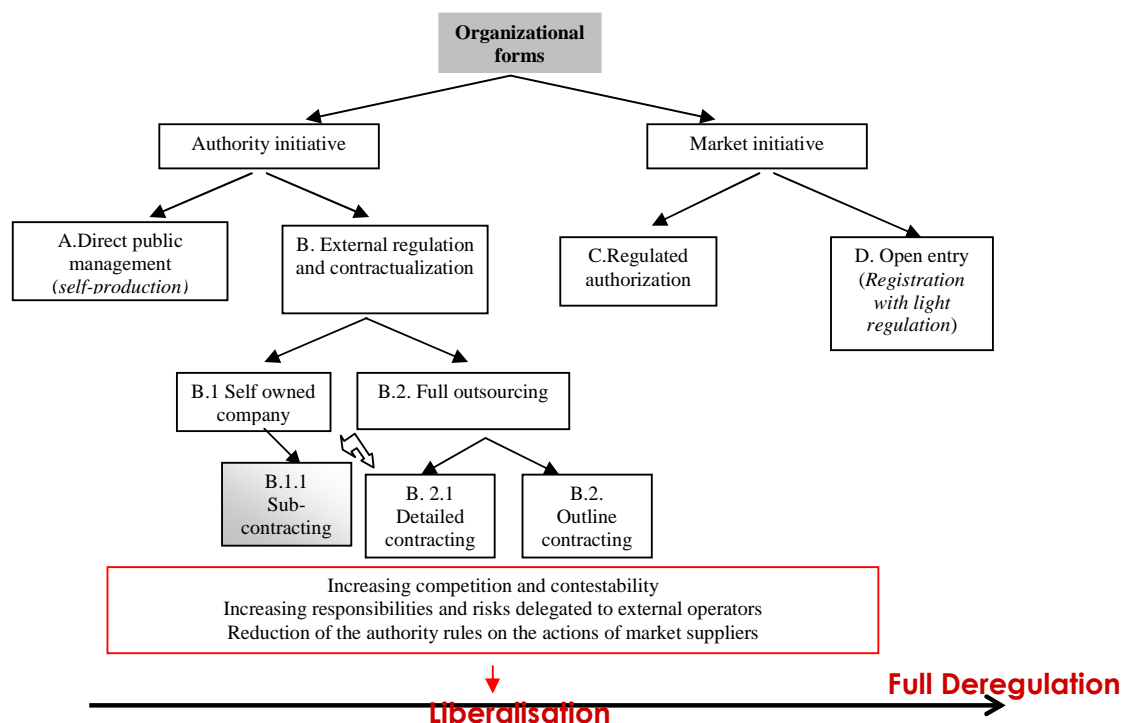 Organizational
forms
Authority initiative
Market initiative
A.Direct public
management
(self-production)
B. External regulation
and contractualization
C.Regulated
authorization
D. Open entry
(Registration
with light
regulation)
B.1 Self owned
company
B.2. Full outsourcing
B.1.1
Sub-
contracting
B. 2.1
Detailed
contracting
B.2.
Outline
contracting
Increasing competition and contestability
Increasing responsibilities and risks delegated to external operators
Reduction of the authority rules on the actions of market suppliers
Full Deregulation
Liberalisation